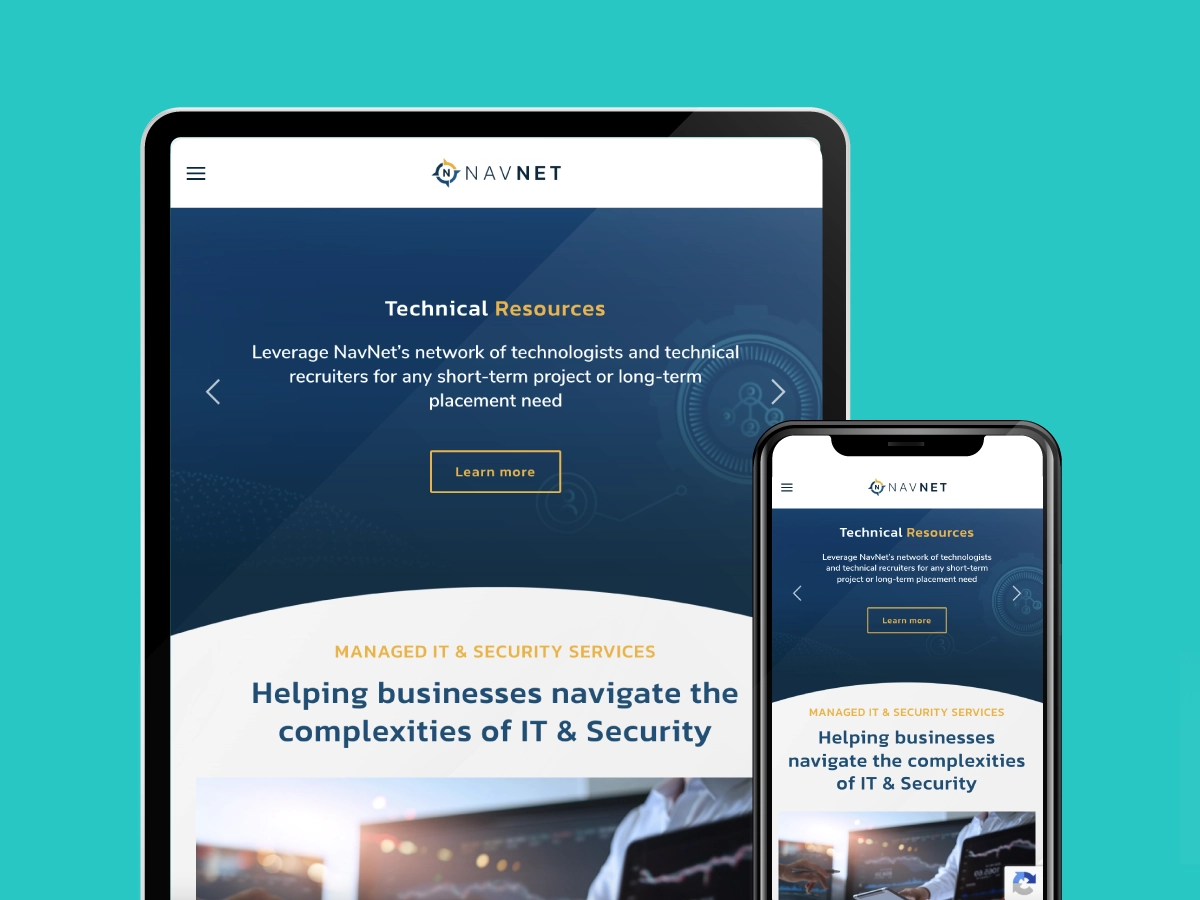 N NAVNET
Technical Resources
Leverage NavNet's network of technologists and technical
recruiters for any short-term project or long-term
placement need
Learn more
MANAGED IT & SECURITY SERVICES
Helping businesses navigate the
complexities of IT & Security
N NAVNET
Technical Resources
Leverage NavNet's network of technologists
and technical recruiters for any short-term
project or long-term placement need
Learn more
MANAGED IT & SECURITY SERVICES
Helping businesses
navigate the complexities
of IT & Security